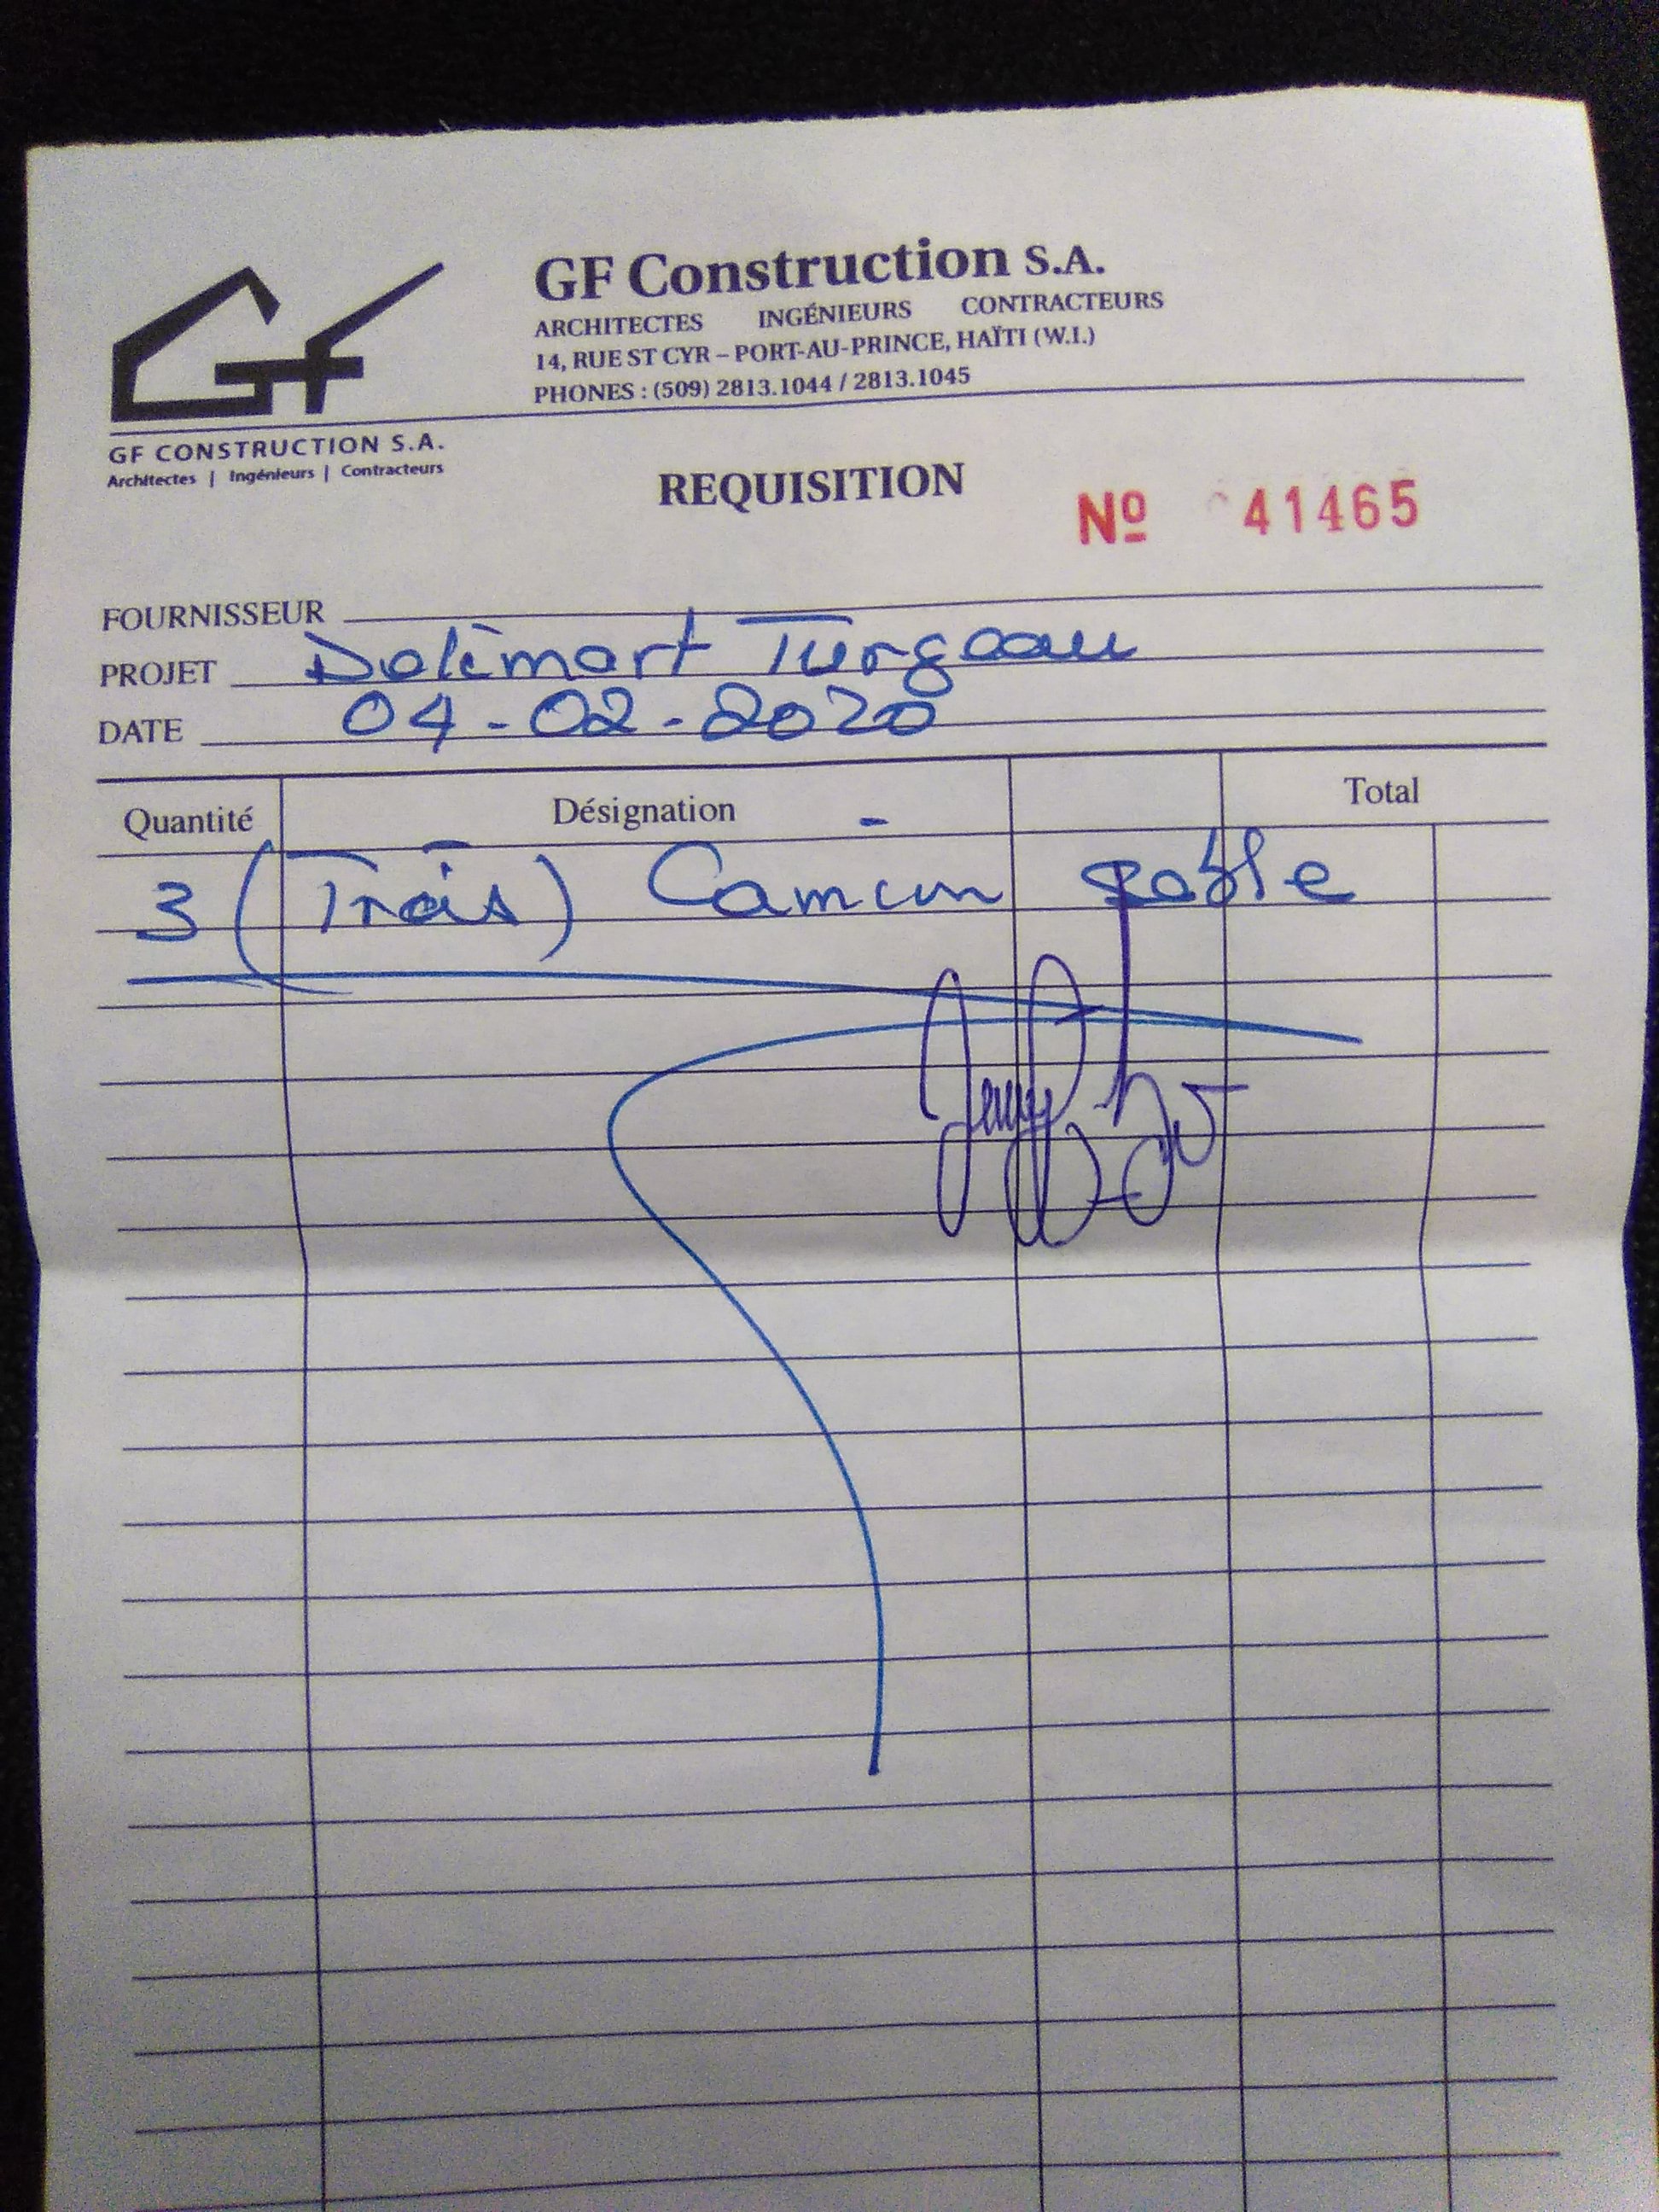 GF Construction S.A.
ARCHITECTES INGÉNIEURS CONTRACTEURS
14, RUE ST CYR – PORT-AU-PRINCE, HAÏTI (W.I.)
PHONES : (509) 2813.1044 / 2813.1045
GF CONSTRUCTION S.A.
Architectes | Ingénieurs | Contracteurs
REQUISITION
Nº 41465
FOURNISSEUR
PROJET Delimart Turgeau
DATE 04-02-2020
Quantité Désignation - Total
3 (Trois) Camion sable